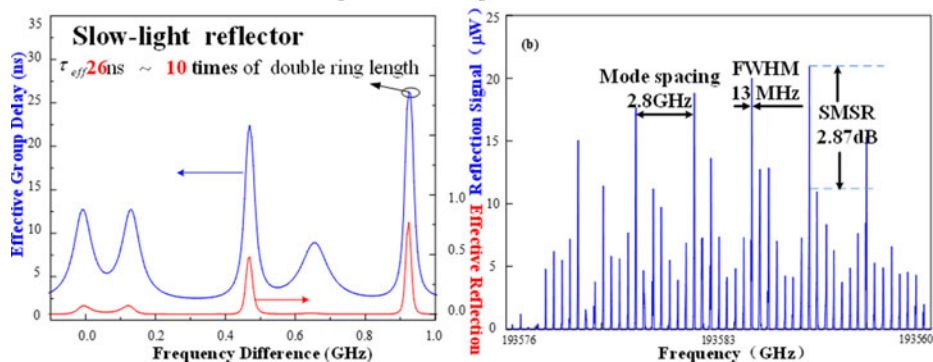 Slow-light reflector
τeff26ns ~ 10 times of double ring length
Effective Group Delay (ns)
35
30
25
20
15
10
5
0
0.0
0.2
0.4
0.6
0.8
1.0
Frequency Difference (GHz)
1.0
0.5
0.0
Effective Reflection
Reflection Signal (μW)
25
20
15
10
5
0
(b)
Mode spacing
2.8GHz
FWHM
13 MHz
SMSR
2.87dB
193576
193583
193560
Frequency (GHz)